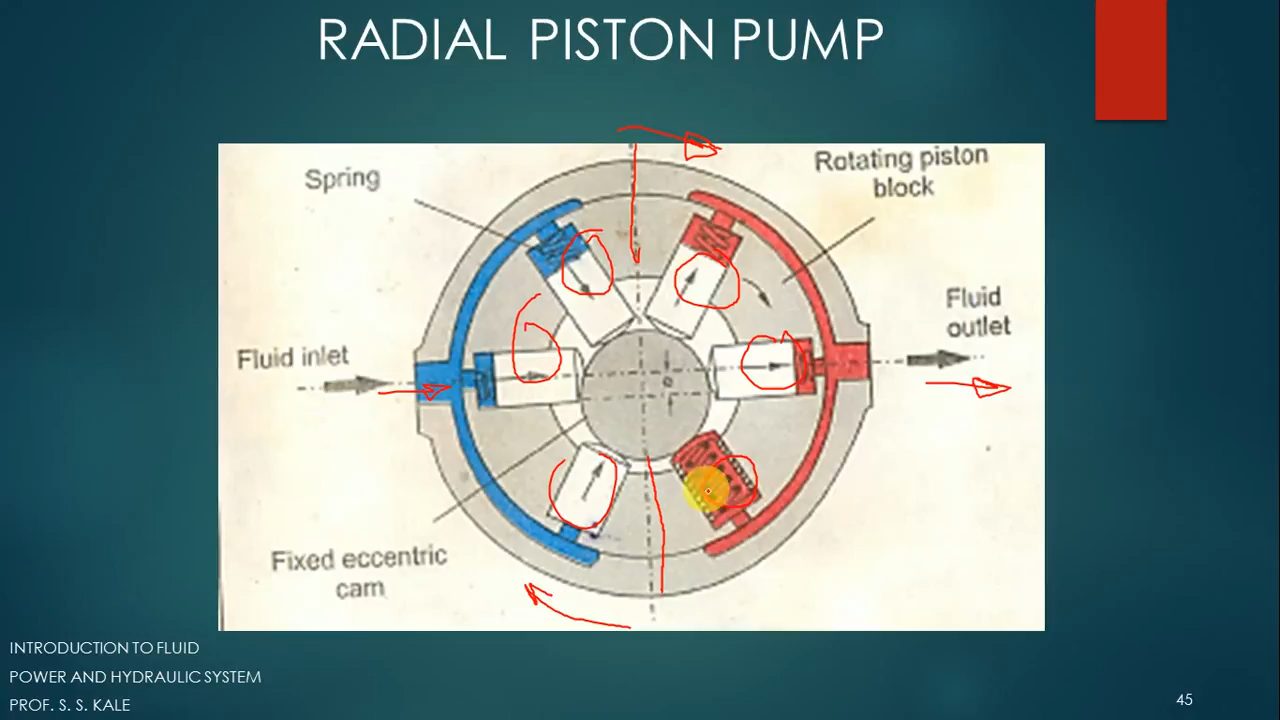 RADIAL PISTON PUMP
Spring
Rotating piston
block
Fluid
outlet
Fluid inlet
e
Fixed eccentric
cam
INTRODUCTION TO FLUID
POWER AND HYDRAULIC SYSTEM
PROF. S. S. KALE
45